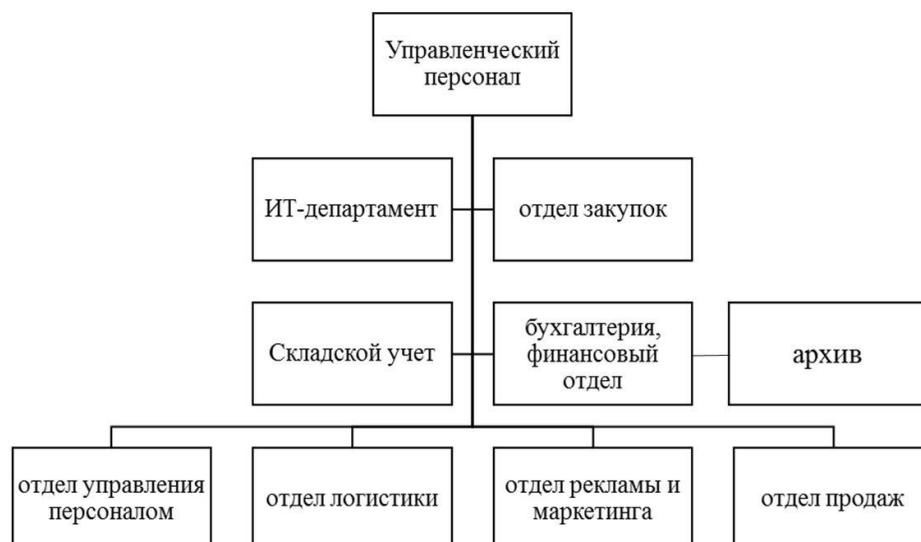 Управленческий
персонал
ИТ-департамент
отдел закупок
Складской учет
бухгалтерия,
финансовый
отдел
архив
отдел управления
персоналом
отдел логистики
отдел рекламы и
маркетинга
отдел продаж